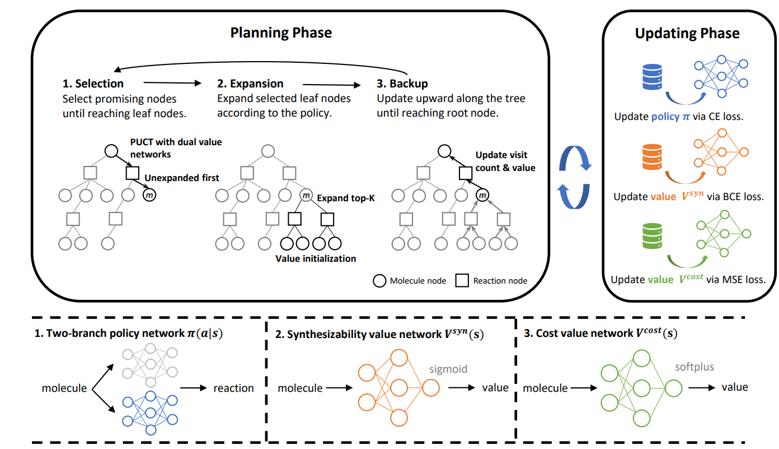 Planning Phase
1. Selection
Select promising nodes
until reaching leaf nodes.
2. Expansion
Expand selected leaf nodes
according to the policy.
3. Backup
Update upward along the tree
until reaching root node.
PUCT with dual value
networks
Unexpanded first
m
m
Expand top-K
Value initialization
Update visit
count & value
m
Molecule node
Reaction node
Updating Phase
Update policy π via CE loss.
Update value V^syn via BCE loss.
Update value V^cost via MSE loss.
1. Two-branch policy network π(a|s)
molecule
reaction
2. Synthesizability value network V^syn(s)
molecule
sigmoid
value
3. Cost value network V^cost(s)
molecule
softplus
value